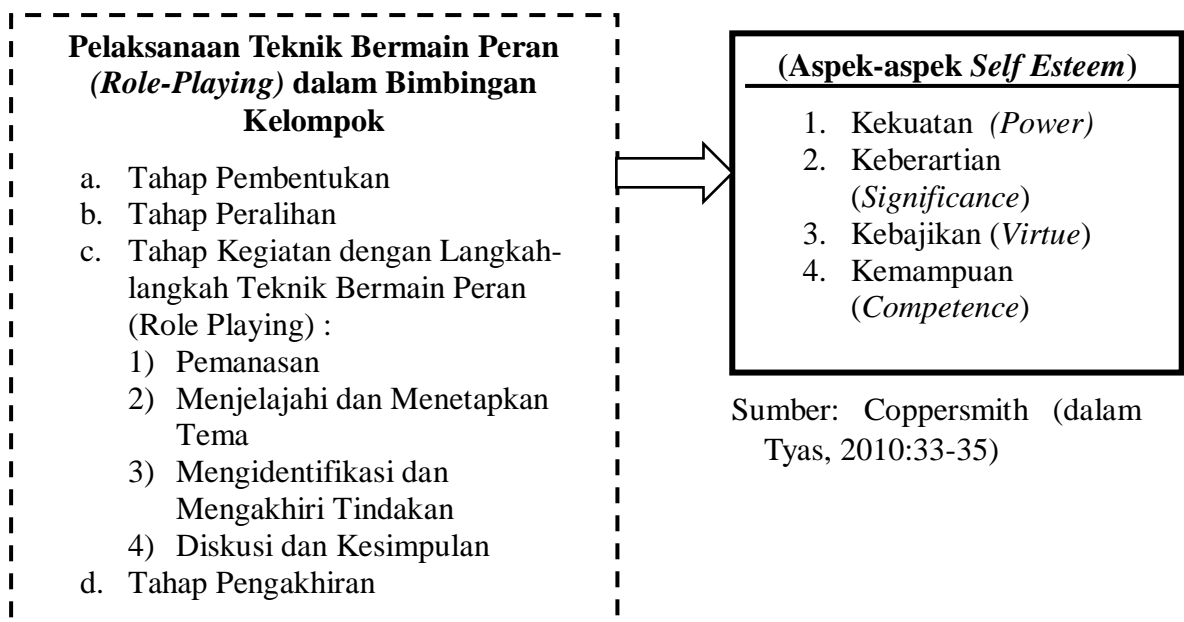 Pelaksanaan Teknik Bermain Peran
(Role-Playing) dalam Bimbingan
Kelompok
a. Tahap Pembentukan
b. Tahap Peralihan
c. Tahap Kegiatan dengan Langkah-
langkah Teknik Bermain Peran
(Role Playing) :
1) Pemanasan
2) Menjelajahi dan Menetapkan
Tema
3) Mengidentifikasi dan
Mengakhiri Tindakan
4) Diskusi dan Kesimpulan
d. Tahap Pengakhiran
(Aspek-aspek Self Esteem)
1. Kekuatan (Power)
2. Keberartian
(Significance)
3. Kebajikan (Virtue)
4. Kemampuan
(Competence)
Sumber: Coppersmith (dalam
Tyas, 2010:33-35)